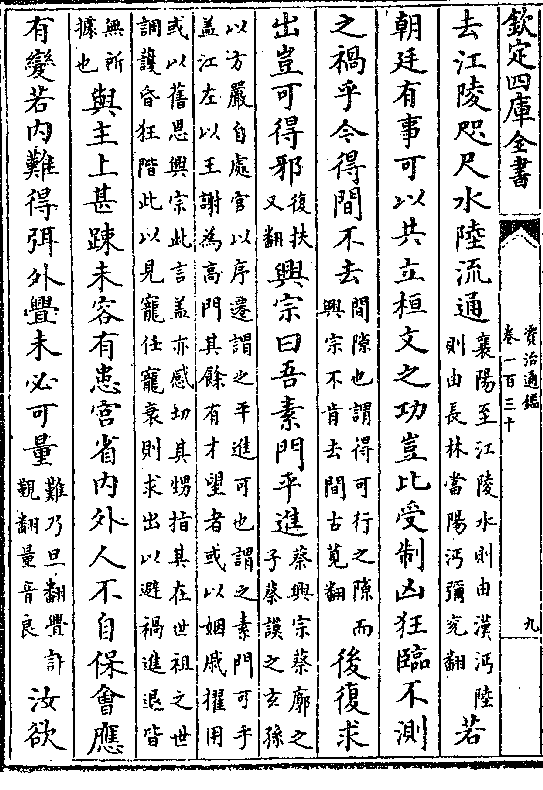 欽定四庫全書
資治通鑑
卷一百三十
九
去江陵咫尺水陸流通襄陽至江陵水則由漢沔陸則由長林當陽沔彌兖翻若
朝廷有事可以共立桓文之功豈比受制凶狂臨不測
之禍乎今得間不去間隙也謂得可行之隙而興宗不肯去間古莧翻後復求
出豈可得邪復扶又翻興宗曰吾素門平進蔡興宗蔡廓之子蔡謨之玄孫
以方嚴自處官以序遷謂之平進可也謂之素門可乎蓋江左以王謝為高門其餘有才望者或以姻戚擢用
或以舊恩興宗此言蓋亦感切其甥指其在世祖之世調護昏狂階此以見寵任寵衰則求出以避禍進退皆
無所據也與主上甚踈未容有患宮省内外人不自保會應
有變若内難得弭外釁未必可量難乃旦翻釁許覲翻量音良汝欲